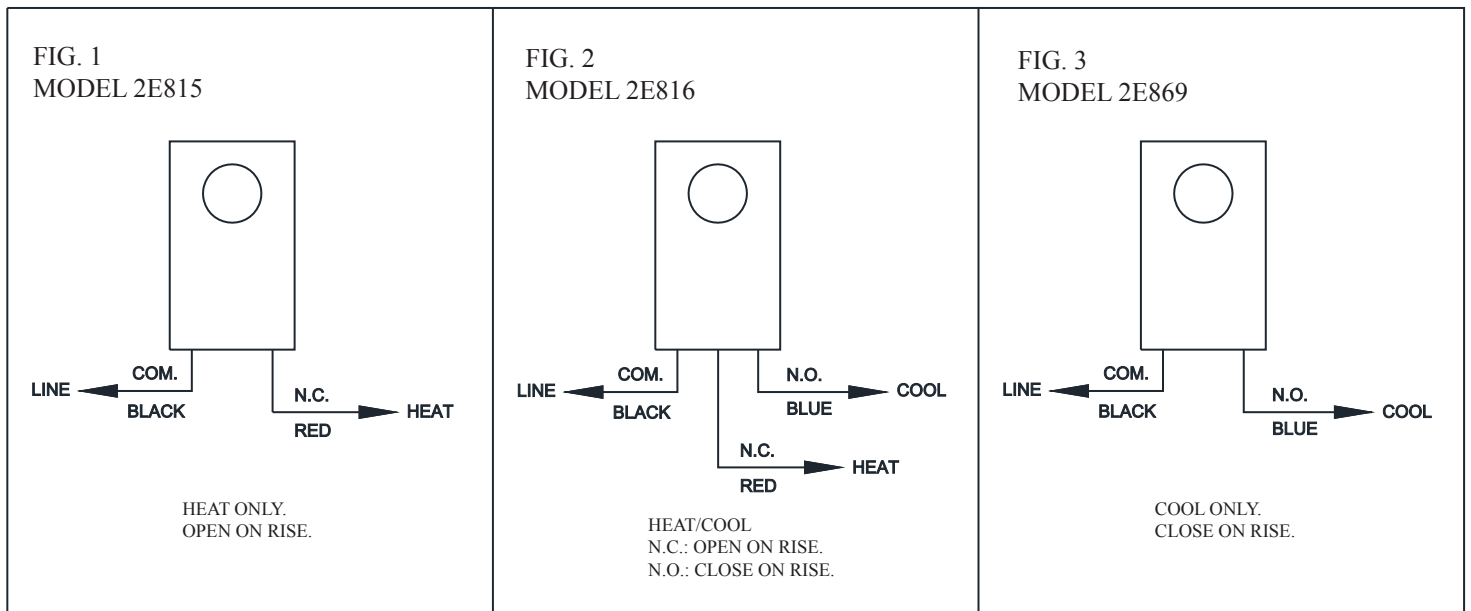 FIG. 1
MODEL 2E815
LINE
COM.
BLACK
N.C.
RED
HEAT
HEAT ONLY.
OPEN ON RISE.
FIG. 2
MODEL 2E816
LINE
COM.
BLACK
N.O.
BLUE
COOL
N.C.
RED
HEAT
HEAT/COOL
N.C.: OPEN ON RISE.
N.O.: CLOSE ON RISE.
FIG. 3
MODEL 2E869
LINE
COM.
BLACK
N.O.
BLUE
COOL
COOL ONLY.
CLOSE ON RISE.